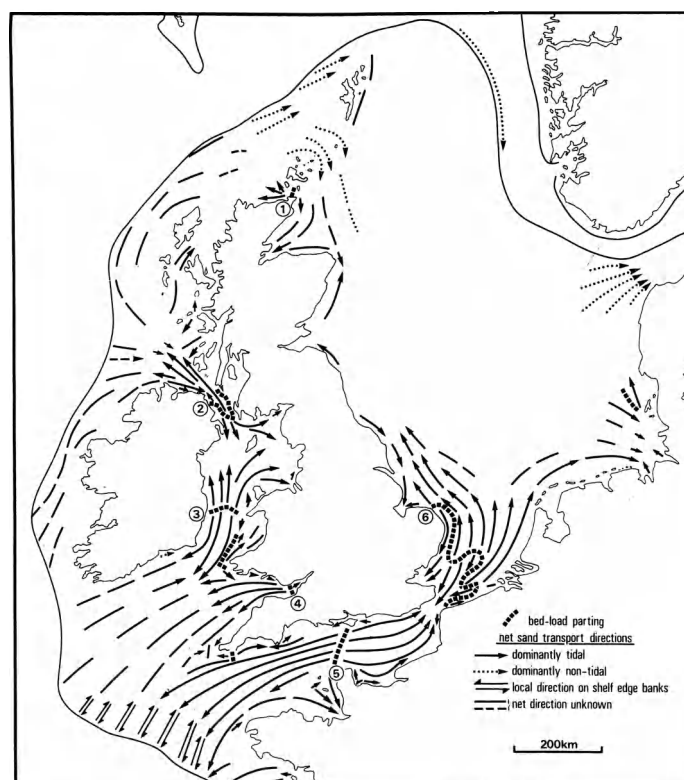 ①
②
③
⑥
④
⑤
bed-load parting
net sand transport directions
dominantly tidal
dominantly non-tidal
local direction on shelf edge banks
net direction unknown
200km